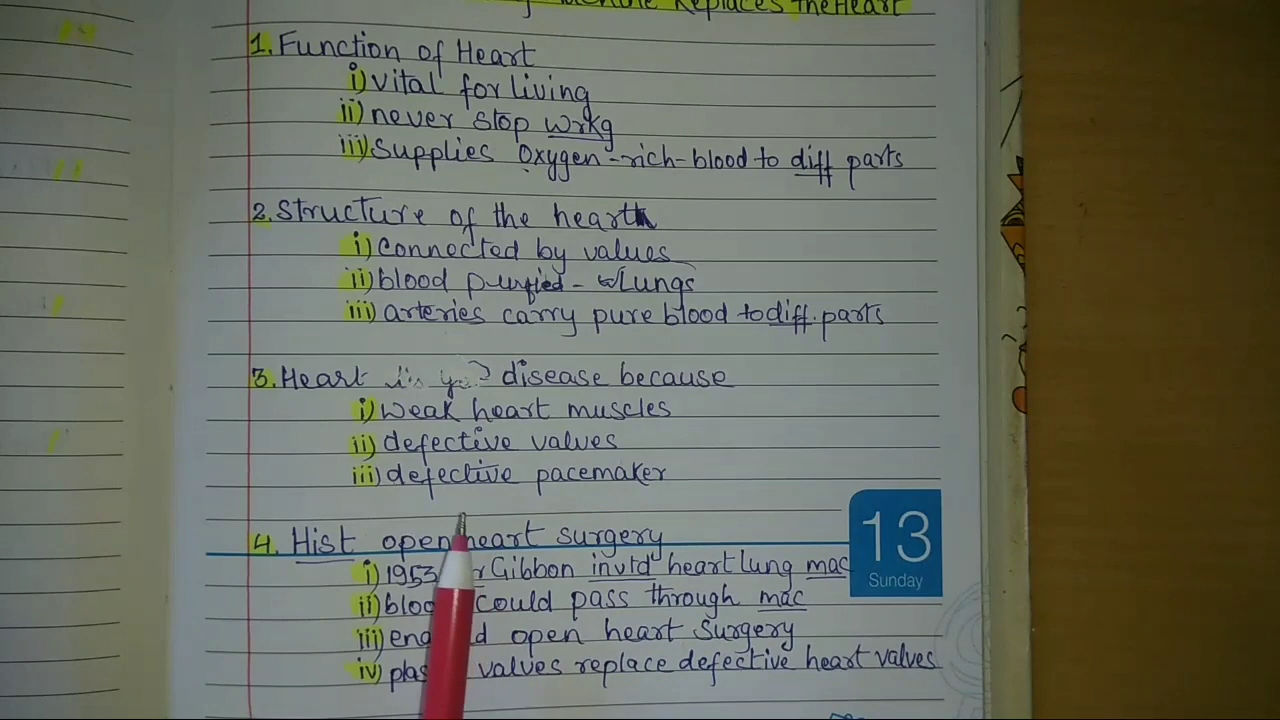 Replaces the Heart
1. Function of Heart
i) vital for living
ii) never stop wrkg
iii) Supplies oxygen-rich-blood to diff parts
2. Structure of the heart
i) connected by values
ii) blood purified - Lungs
iii) arteries carry pure blood to diff. parts
3. Heart disease because
i) weak heart muscles
ii) defective values
iii) defective pacemaker
4. Hist open heart surgery
i) 1953 Gibbon invtd heart lung mac
ii) could pass through mac
iii) open heart surgery
iv) valves replace defective heart valves
13
Sunday